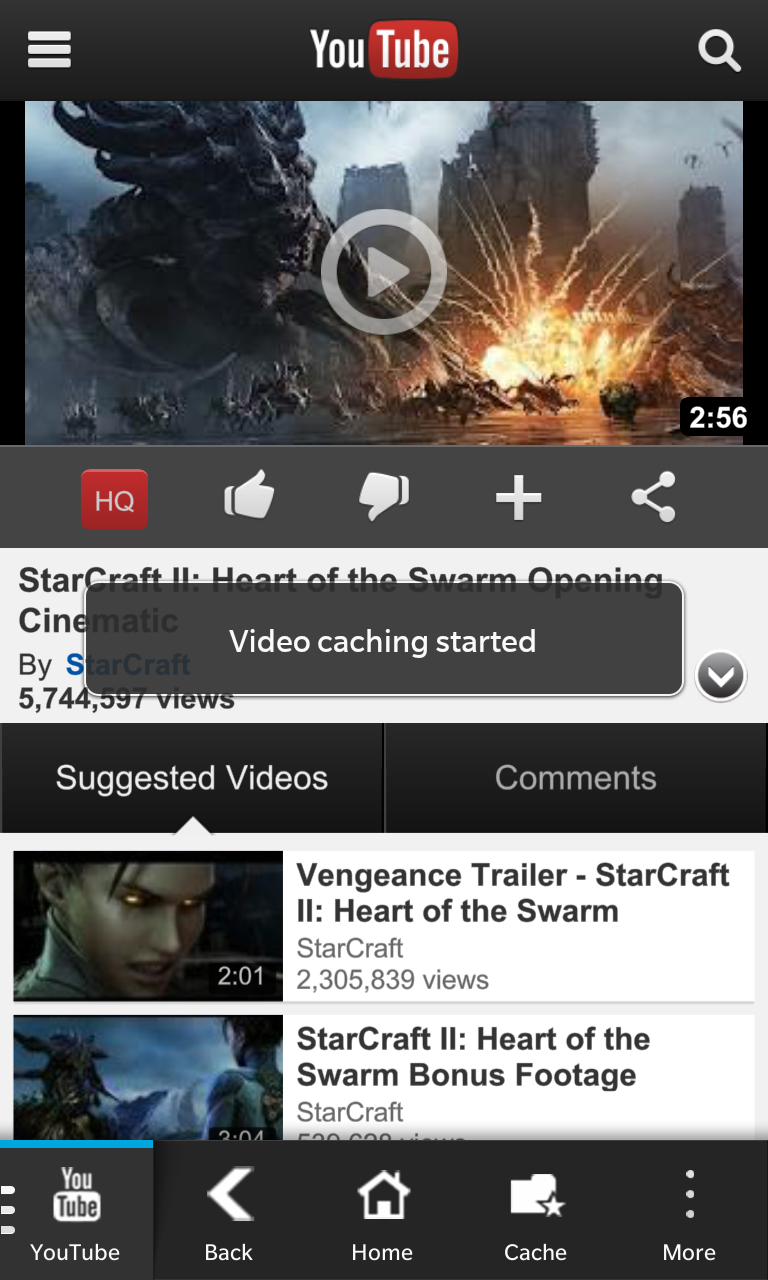 YouTube
2:56
HQ
StarCraft II: Heart of the Swarm Opening
Cinematic
Video caching started
By StarCraft
5,744,597 views
Suggested Videos
Comments
Vengeance Trailer - StarCraft
II: Heart of the Swarm
StarCraft
2,305,839 views
2:01
StarCraft II: Heart of the
Swarm Bonus Footage
StarCraft
3:04
views
You
Tube
YouTube
Back
Home
Cache
More